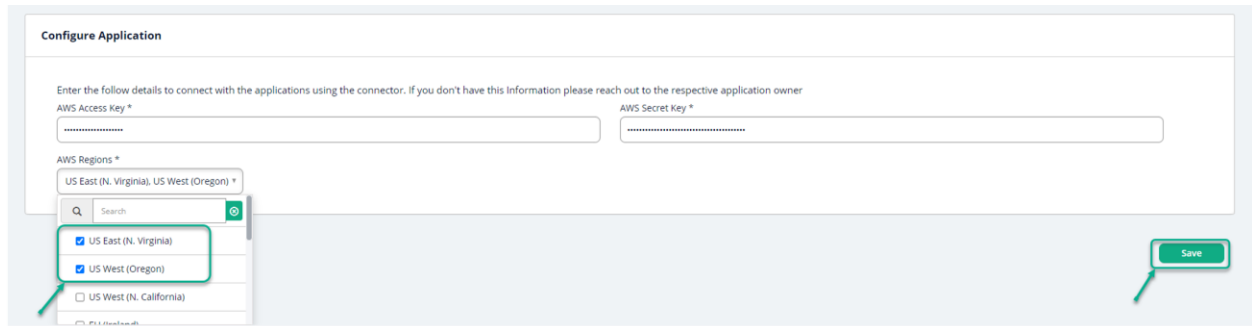 Configure Application
Enter the follow details to connect with the applications using the connector. If you don't have this Information please reach out to the respective application owner
AWS Access Key *
AWS Secret Key *
AWS Regions *
US East (N. Virginia), US West (Oregon)
Search
US East (N. Virginia)
US West (Oregon)
US West (N. California)
EU (Ireland)
Save